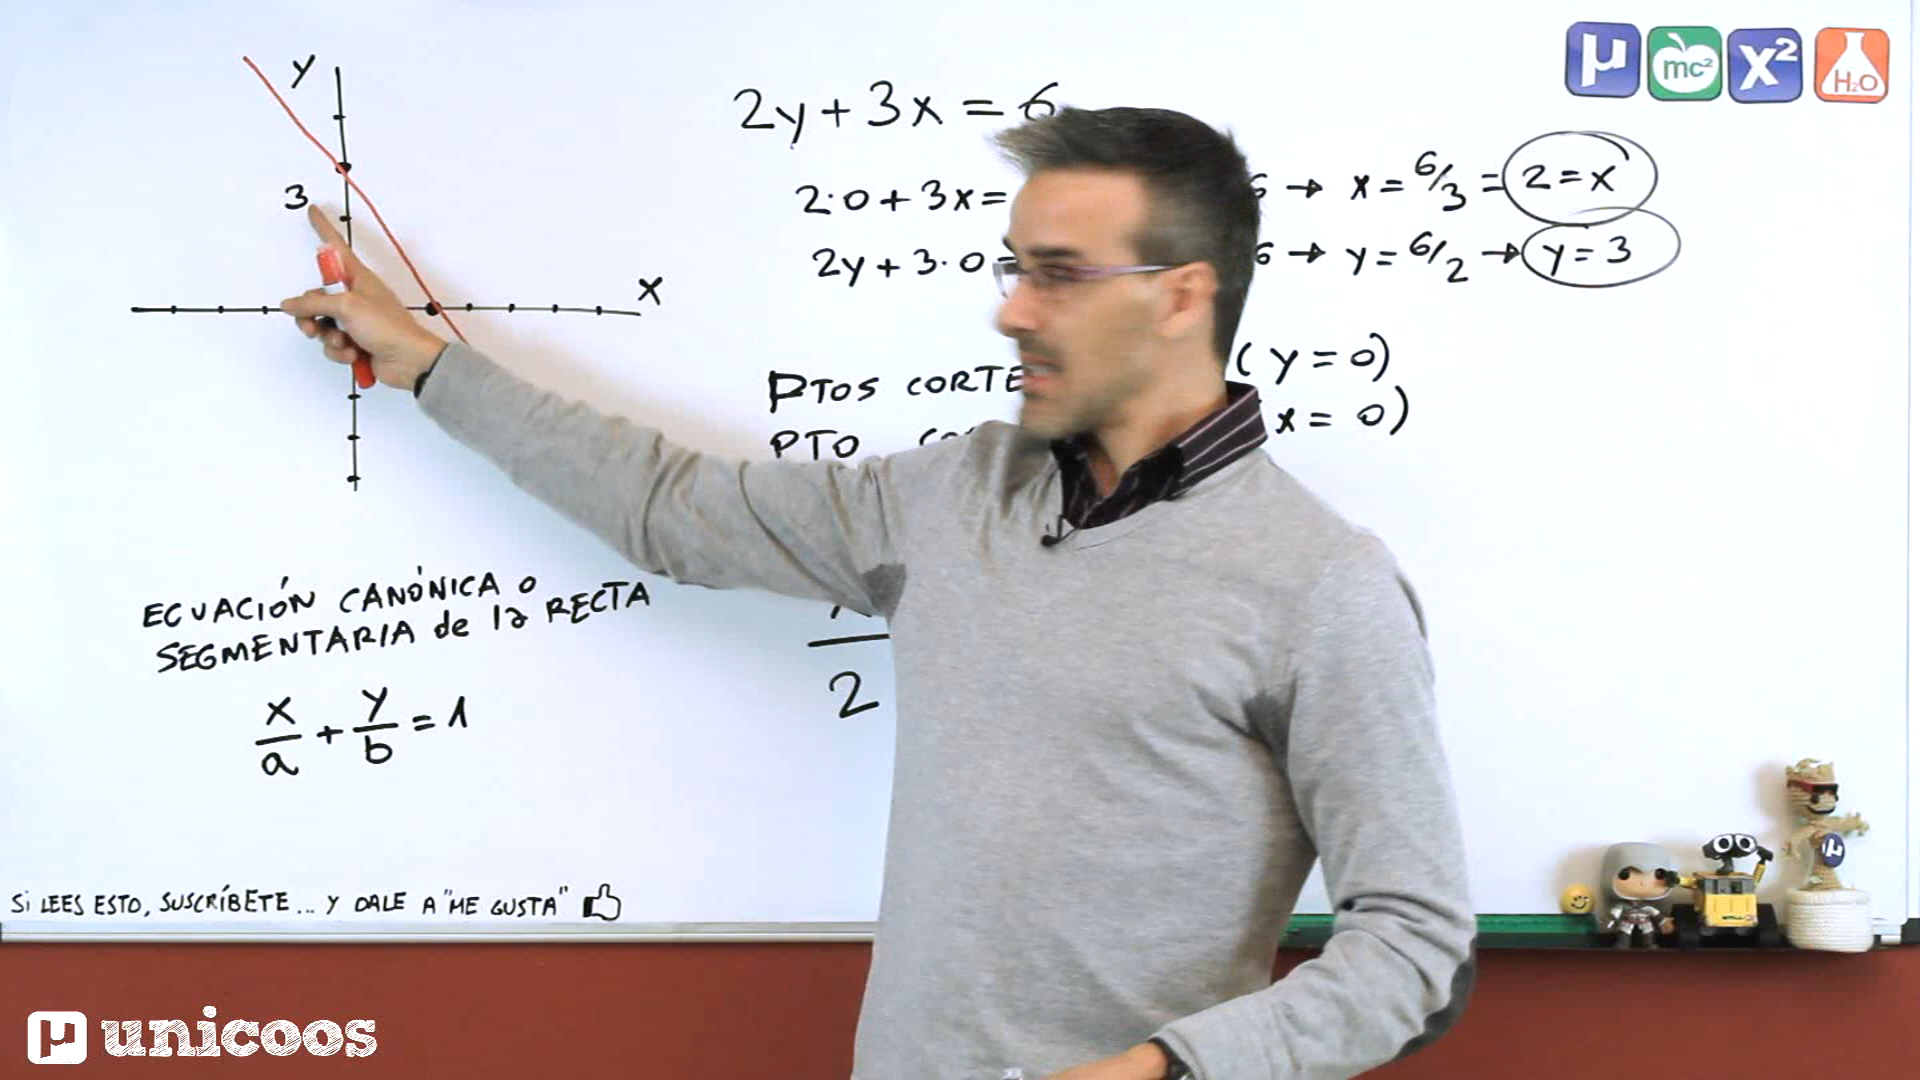 y
3
x
2y + 3x = 6
2·0 + 3x = 6 → x = 6/3 = 2 = x
2y + 3·0 = 6 → y = 6/2 → y = 3
PTOS CORTE (y = 0)
PTO x = 0)
ECUACIÓN CANÓNICA o
SEGMENTARIA de la RECTA
x/a + y/b = 1
2
Si LEES ESTO, SUSCRÍBETE... Y DALE A "ME GUSTA"
μ mc² x² H₂O
μ
μ unicoos